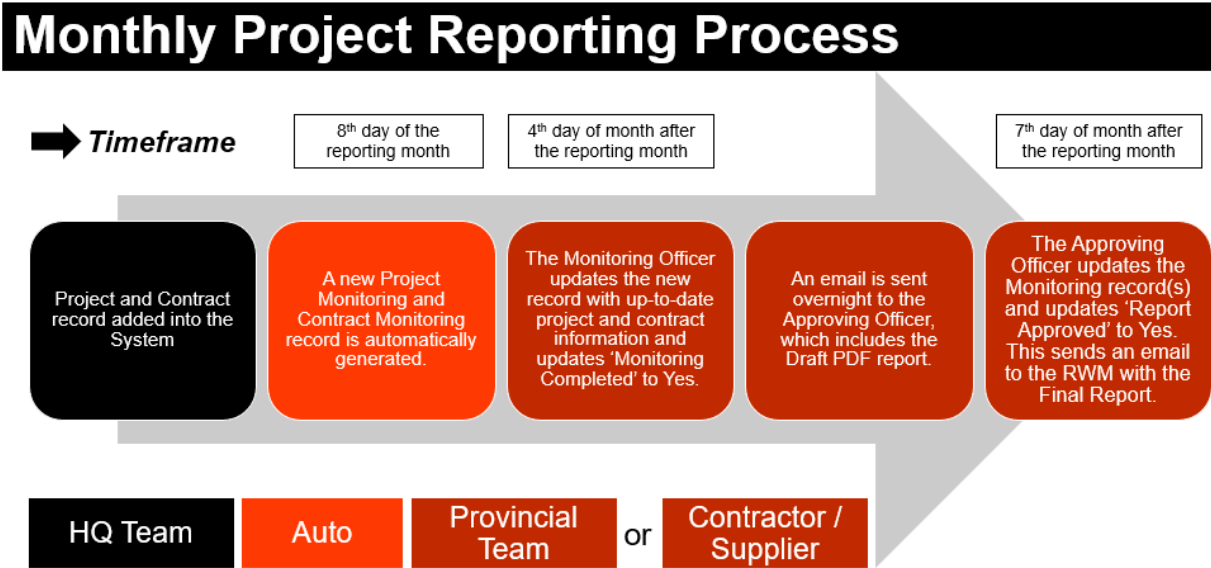 Monthly Project Reporting Process
Timeframe
8th day of the
reporting month
4th day of month after
the reporting month
7th day of month after
the reporting month
Project and Contract
record added into the
System
A new Project
Monitoring and
Contract Monitoring
record is automatically
generated.
The Monitoring Officer
updates the new
record with up-to-date
project and contract
information and
updates ‘Monitoring
Completed’ to Yes.
An email is sent
overnight to the
Approving Officer,
which includes the
Draft PDF report.
The Approving
Officer updates the
Monitoring record(s)
and updates ‘Report
Approved’ to Yes.
This sends an email
to the RWM with the
Final Report.
HQ Team
Auto
Provincial
Team
or
Contractor /
Supplier